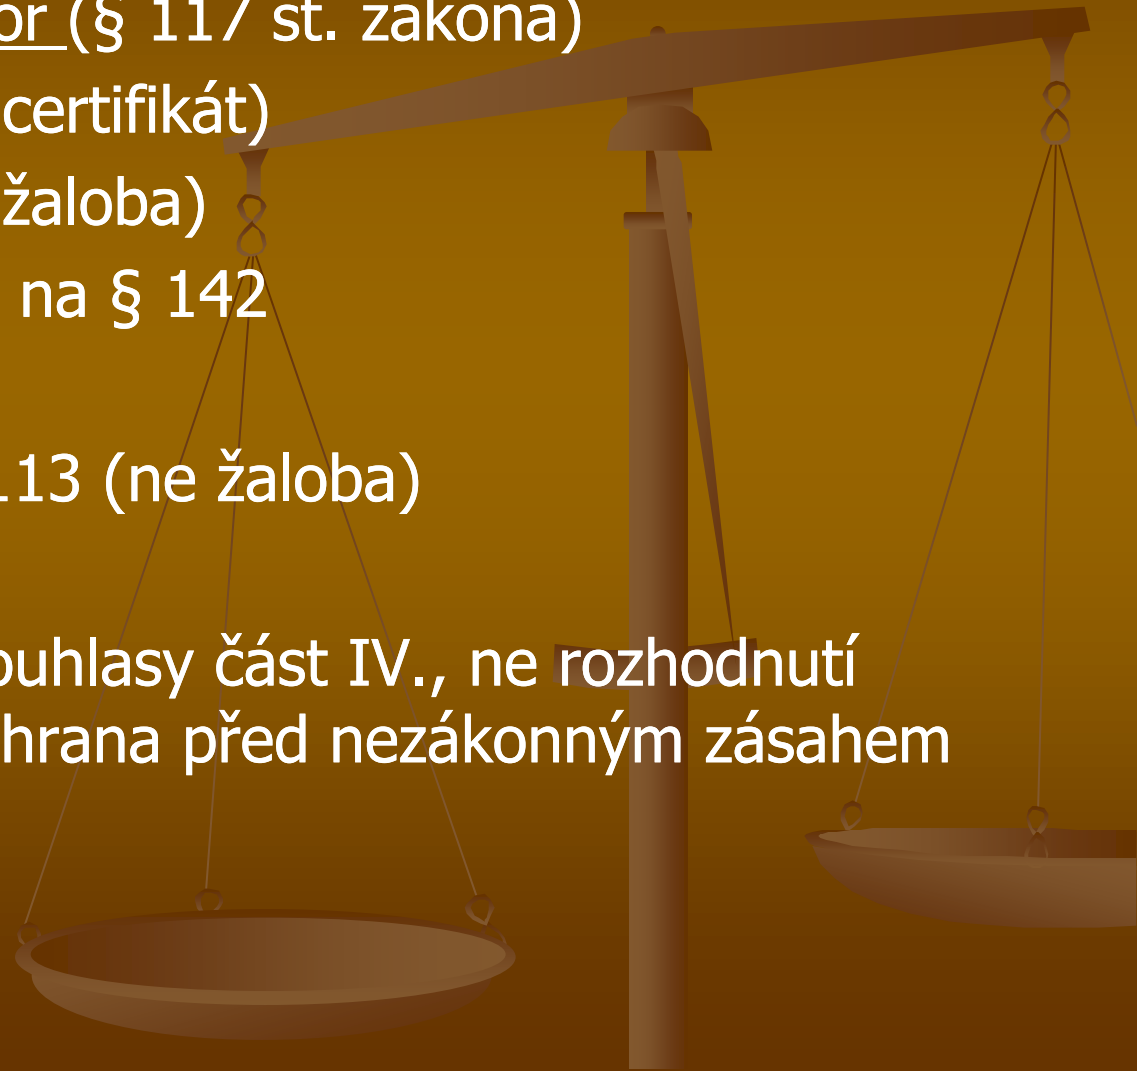 or (§ 117 st. zákona)
certifikát)
žaloba)
na § 142
113 (ne žaloba)
ouhlasy část IV., ne rozhodnutí
hrana před nezákonným zásahem